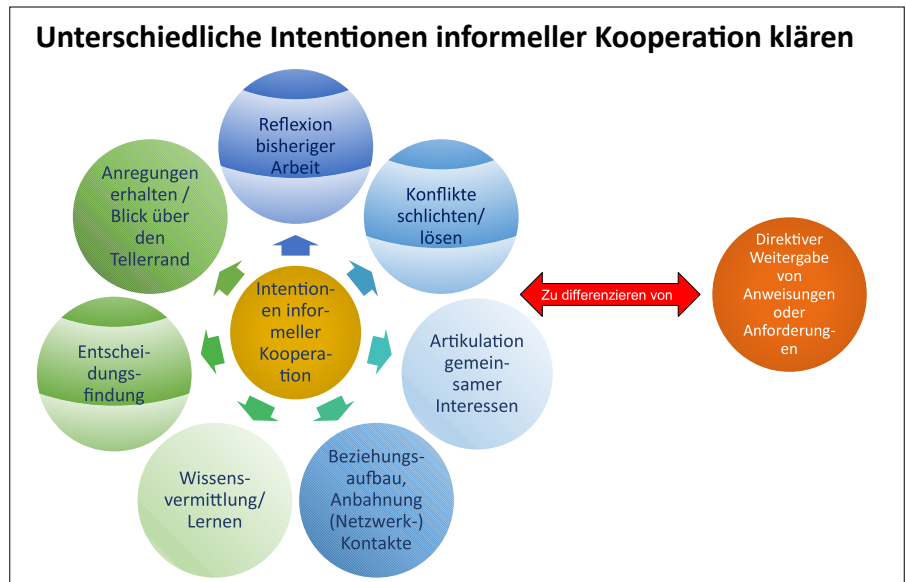 Unterschiedliche Intentionen informeller Kooperation klären
Reflexion
bisheriger
Arbeit
Konflikte
schlichten/
lösen
Artikulation
gemein-
samer
Interessen
Beziehungs-
aufbau,
Anbahnung
(Netzwerk-)
Kontakte
Wissens-
vermittlung/
Lernen
Entschei-
dungs-
findung
Anregungen
erhalten /
Blick über
den
Tellerrand
Intention-
en infor-
meller
Koopera-
tion
Zu differenzieren von
Direktiver
Weitergabe
von
Anweisungen
oder
Anforderung-
en